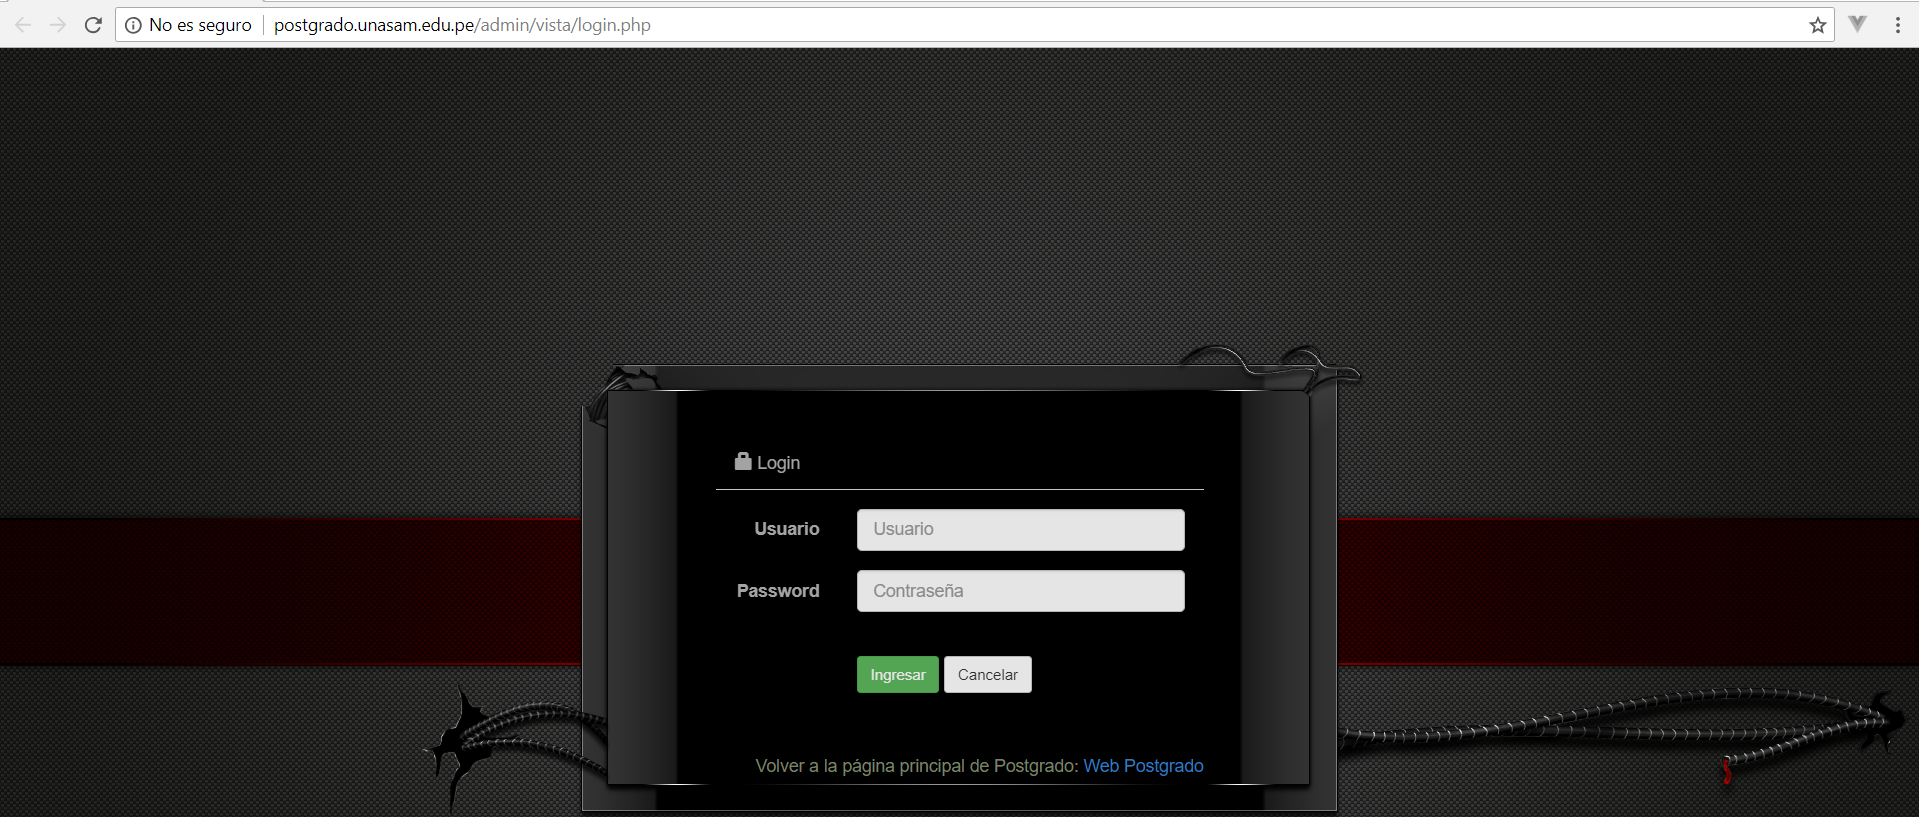 No es seguro postgrado.unasam.edu.pe/admin/vista/login.php
Login
Usuario Usuario
Password Contraseña
Ingresar Cancelar
Volver a la página principal de Postgrado: Web Postgrado